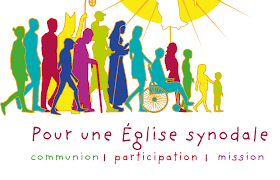 Pour une Église synodale
communion | participation | mission